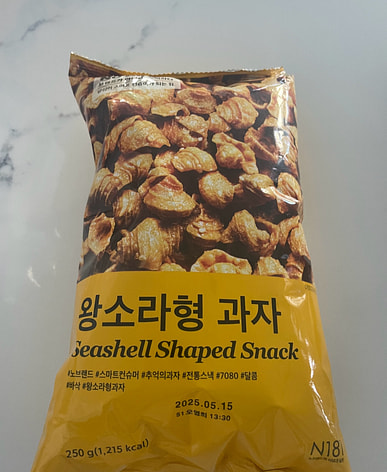 왕소라형 과자
Seashell Shaped Snack
#노브랜드 #스마트컨슈머 #추억의과자 #전통스낵 #7080 #달콤
#바삭 #왕소라형과자
2025.05.15
13:30
250 g(1,215 kcal)